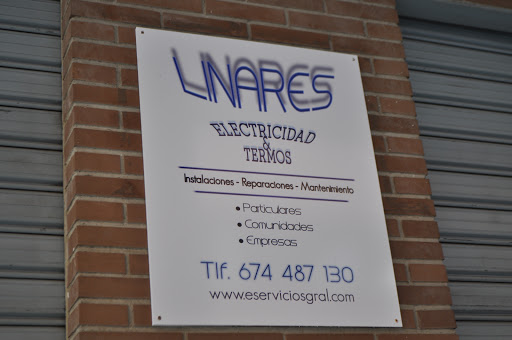 LINARES
ELECTRICIDAD
&
TERMOS
Instalaciones - Reparaciones - Mantenimiento
• Particulares
• Comunidades
• Empresas
Tlf. 674 487 130
www.eserviciosgral.com